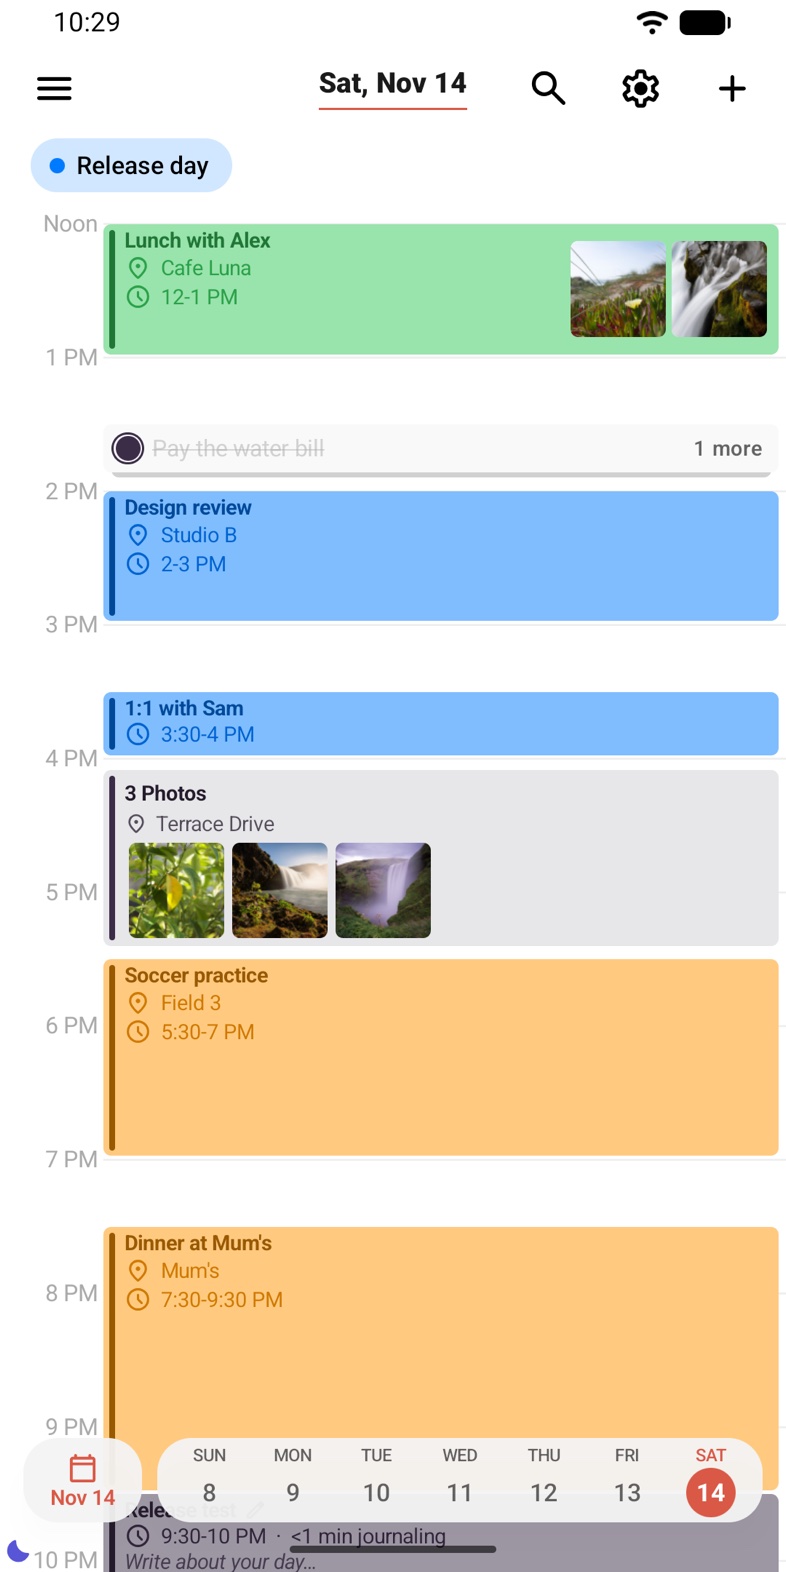 10:29
Sat, Nov 14
Release day
Noon
Lunch with Alex
Cafe Luna
12-1 PM
1 PM
Pay the water bill
1 more
2 PM
Design review
Studio B
2-3 PM
3 PM
1:1 with Sam
3:30-4 PM
4 PM
3 Photos
Terrace Drive
5 PM
Soccer practice
Field 3
5:30-7 PM
6 PM
7 PM
Dinner at Mum's
Mum's
7:30-9:30 PM
8 PM
9 PM
Nov 14
SUN MON TUE WED THU FRI SAT
8 9 10 11 12 13 14
Release test
9:30-10 PM · <1 min journaling
Write about your day...
10 PM